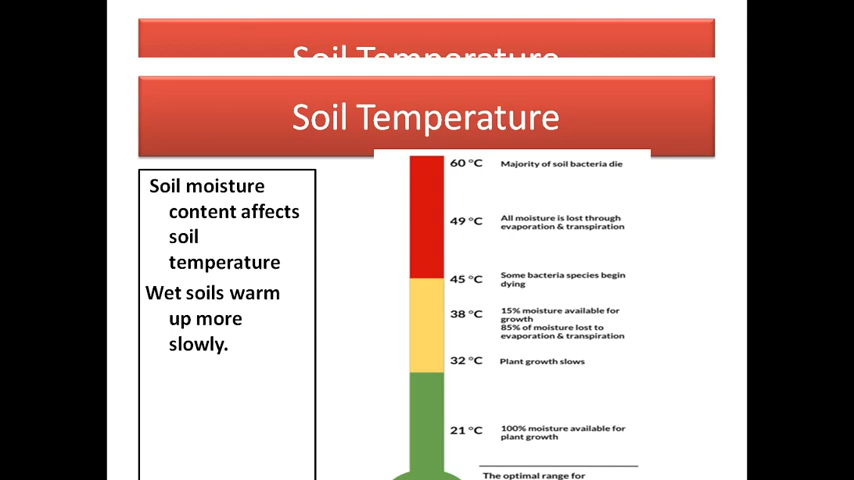 Soil Temperature
Soil Temperature
Soil moisture
content affects
soil
temperature
Wet soils warm
up more
slowly.
60 °C Majority of soil bacteria die
49 °C All moisture is lost through
evaporation & transpiration
45 °C Some bacteria species begin
dying
38 °C 15% moisture available for
growth
85% of moisture lost to
evaporation & transpiration
32 °C Plant growth slows
21 °C 100% moisture available for
plant growth
The optimal range for